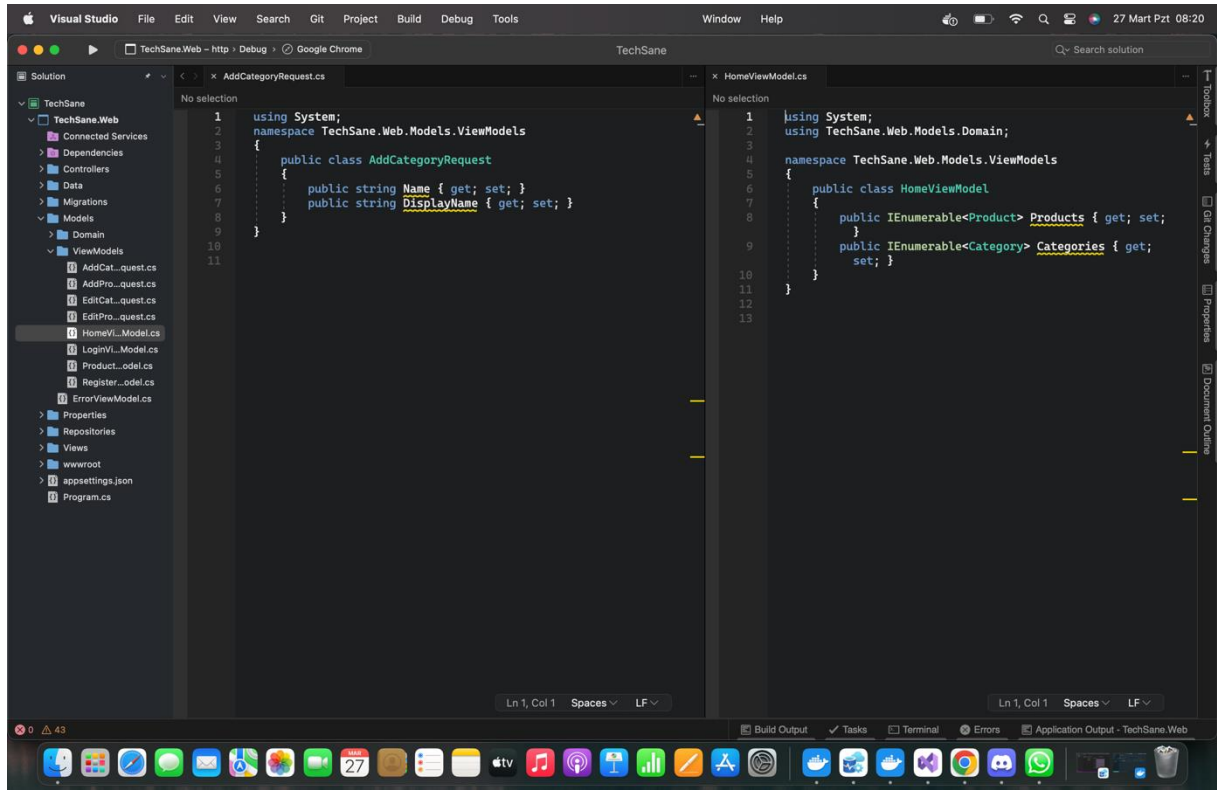 Visual Studio File Edit View Search Git Project Build Debug Tools Window Help 27 Mart Pzt 08:20
TechSane.Web – http › Debug › Google Chrome
TechSane
Search solution
Solution
TechSane
TechSane.Web
Connected Services
Dependencies
Controllers
Data
Migrations
Models
Domain
ViewModels
AddCat...quest.cs
AddPro...quest.cs
EditCat...quest.cs
EditPro...quest.cs
HomeVi...Model.cs
LoginVi...Model.cs
Product...odel.cs
Register...odel.cs
ErrorViewModel.cs
Properties
Repositories
Views
wwwroot
appsettings.json
Program.cs
× AddCategoryRequest.cs
No selection
1 using System;
2 namespace TechSane.Web.Models.ViewModels
3 {
4 public class AddCategoryRequest
5 {
6 public string Name { get; set; }
7 public string DisplayName { get; set; }
8 }
9 }
10
11
Ln 1, Col 1 Spaces LF
× HomeViewModel.cs
No selection
1 using System;
2 using TechSane.Web.Models.Domain;
3
4 namespace TechSane.Web.Models.ViewModels
5 {
6 public class HomeViewModel
7 {
8 public IEnumerable<Product> Products { get; set;
}
9 public IEnumerable<Category> Categories { get;
set; }
10 }
11 }
12
13
Ln 1, Col 1 Spaces LF
Toolbox
Tests
Git Changes
Properties
Document Outline
0 43
Build Output Tasks Terminal Errors Application Output - TechSane.Web
MAR
27
tv